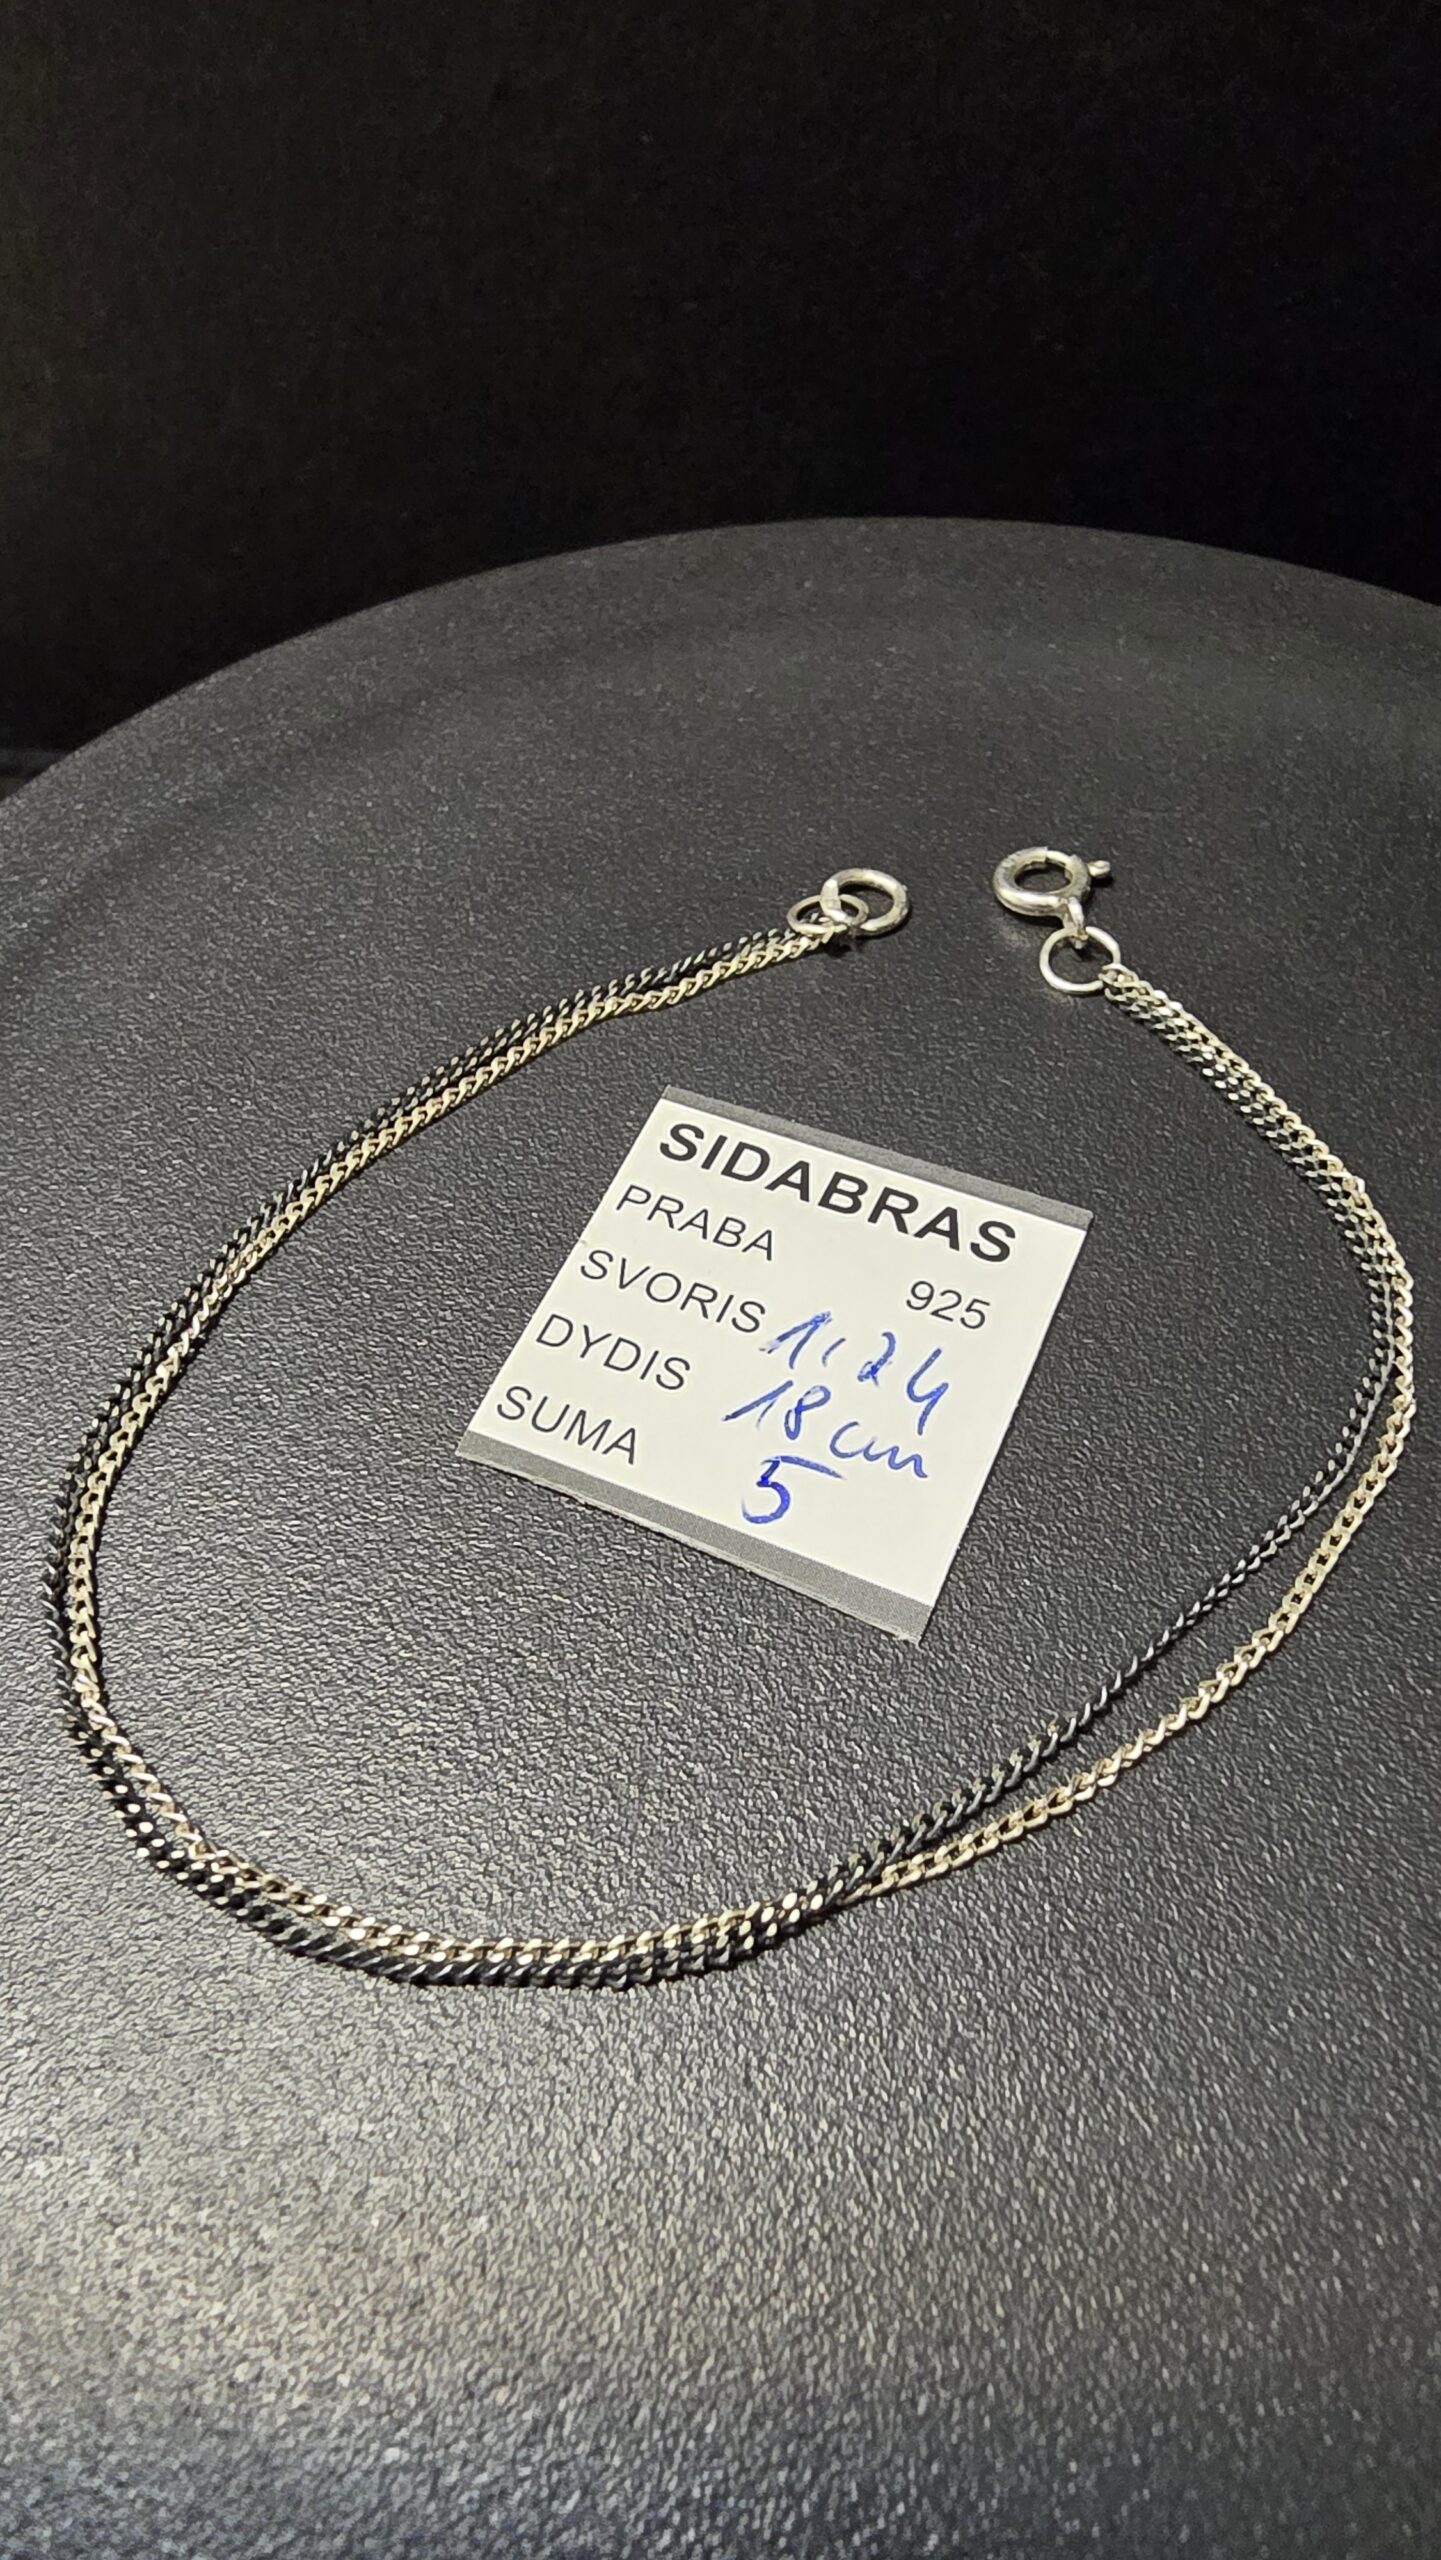 SIDABRAS
PRABA 925
SVORIS 1,24
DYDIS 18 cm
SUMA 5